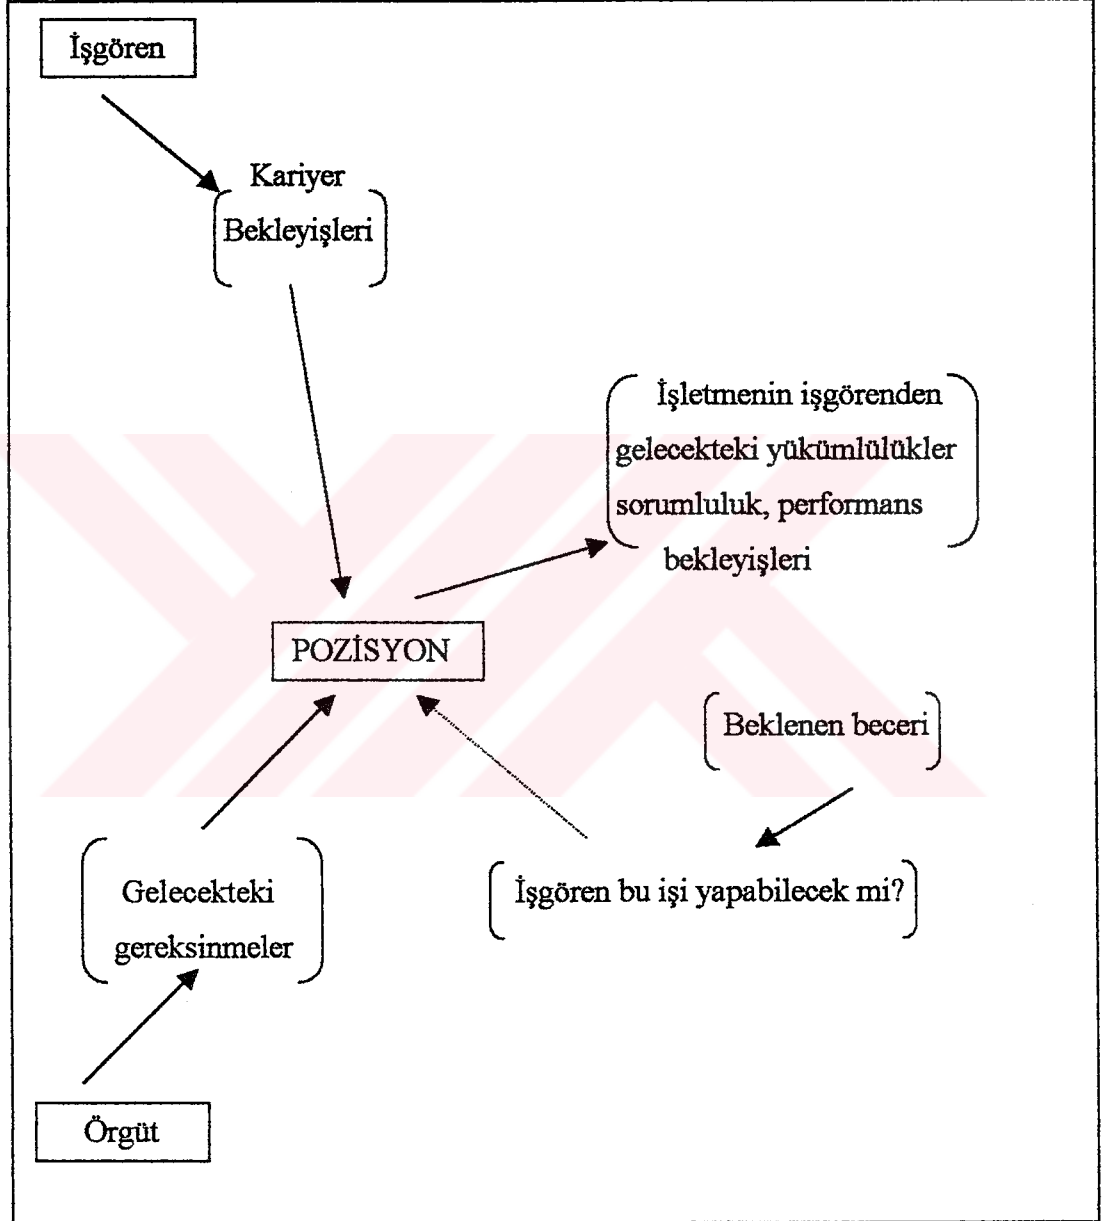 İşgören
Kariyer
Bekleyişleri
İşletmenin işgörenden
gelecekteki yükümlülükler
sorumluluk, performans
bekleyişleri
POZİSYON
Beklenen beceri
Gelecekteki
gereksinmeler
İşgören bu işi yapabilecek mi?
Örgüt